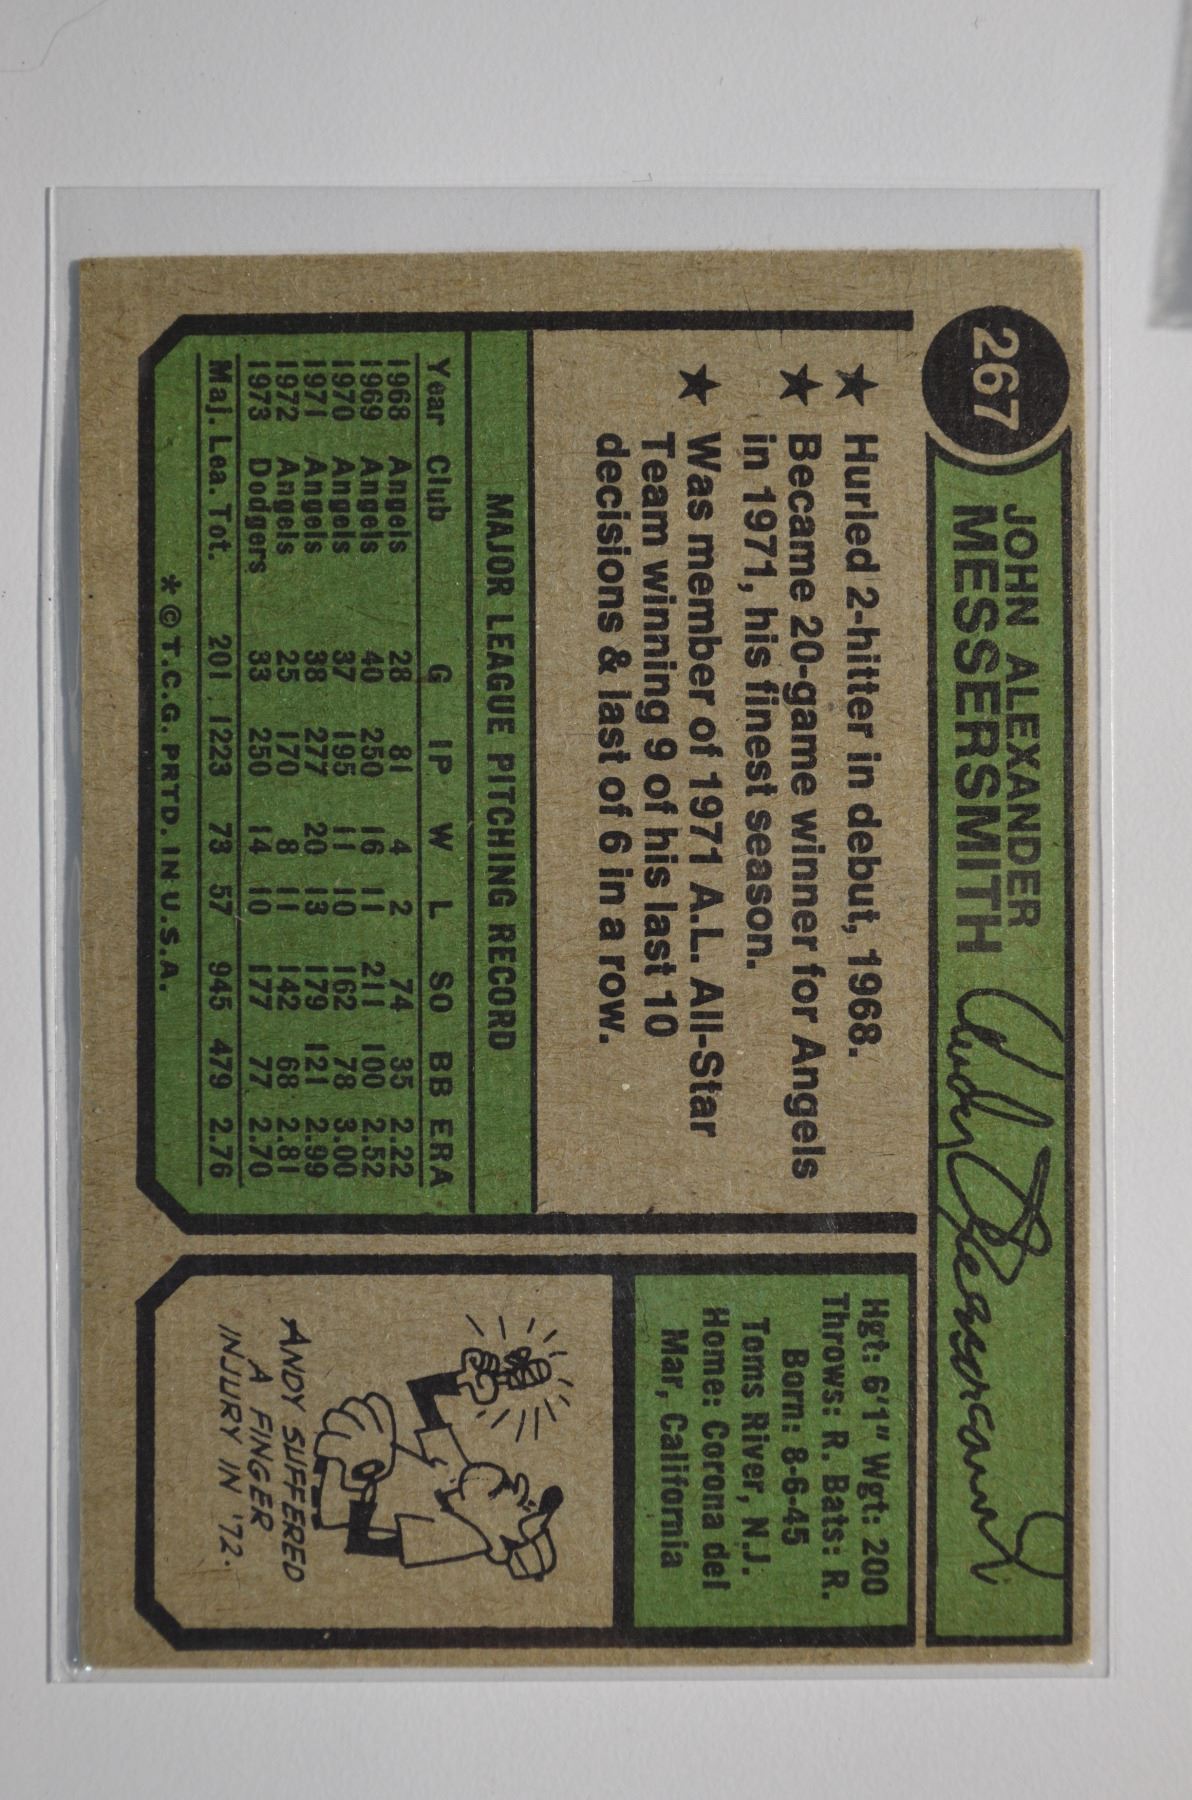 267
JOHN ALEXANDER
MESSERSMITH
Andy Messersmith
★ Hurled 2-hitter in debut, 1968.
★ Became 20-game winner for Angels
in 1971, his finest season.
★ Was member of 1971 A.L. All-Star
Team winning 9 of his last 10
decisions & last of 6 in a row.
MAJOR LEAGUE PITCHING RECORD
Year Club G IP W L SO BB ERA
1968 Angels 28 81 4 2 74 35 2.22
1969 Angels 40 250 16 11 211 100 2.52
1970 Angels 37 195 11 10 162 78 3.00
1971 Angels 38 277 20 13 179 121 2.99
1972 Angels 25 170 8 11 142 68 2.81
1973 Dodgers 33 250 14 10 177 77 2.70
Maj. Lea. Tot. 201 1223 73 57 945 479 2.76
* © T.C.G. PRTD. IN U.S.A.
Hgt: 6'1" Wgt: 200
Throws: R. Bats: R.
Born: 8-6-45
Toms River, N.J.
Home: Corona del
Mar, California
ANDY SUFFERED
A FINGER
INJURY IN '72.